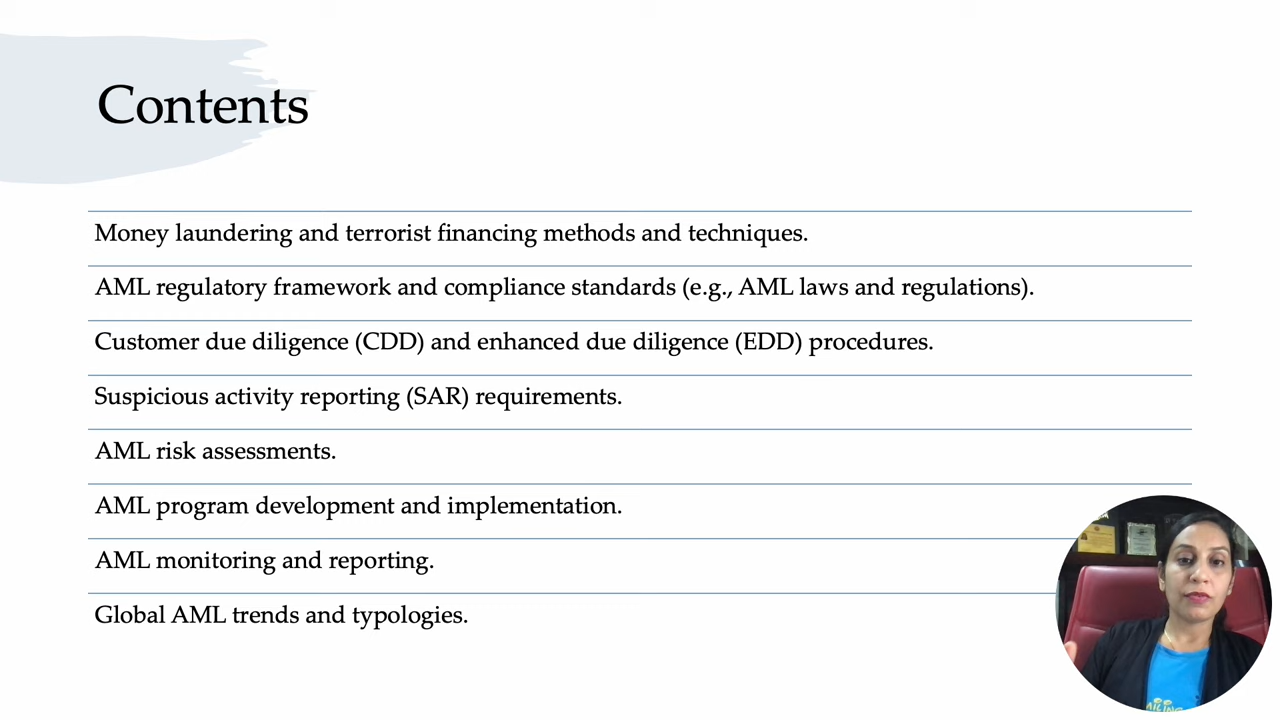 Contents
Money laundering and terrorist financing methods and techniques.
AML regulatory framework and compliance standards (e.g., AML laws and regulations).
Customer due diligence (CDD) and enhanced due diligence (EDD) procedures.
Suspicious activity reporting (SAR) requirements.
AML risk assessments.
AML program development and implementation.
AML monitoring and reporting.
Global AML trends and typologies.